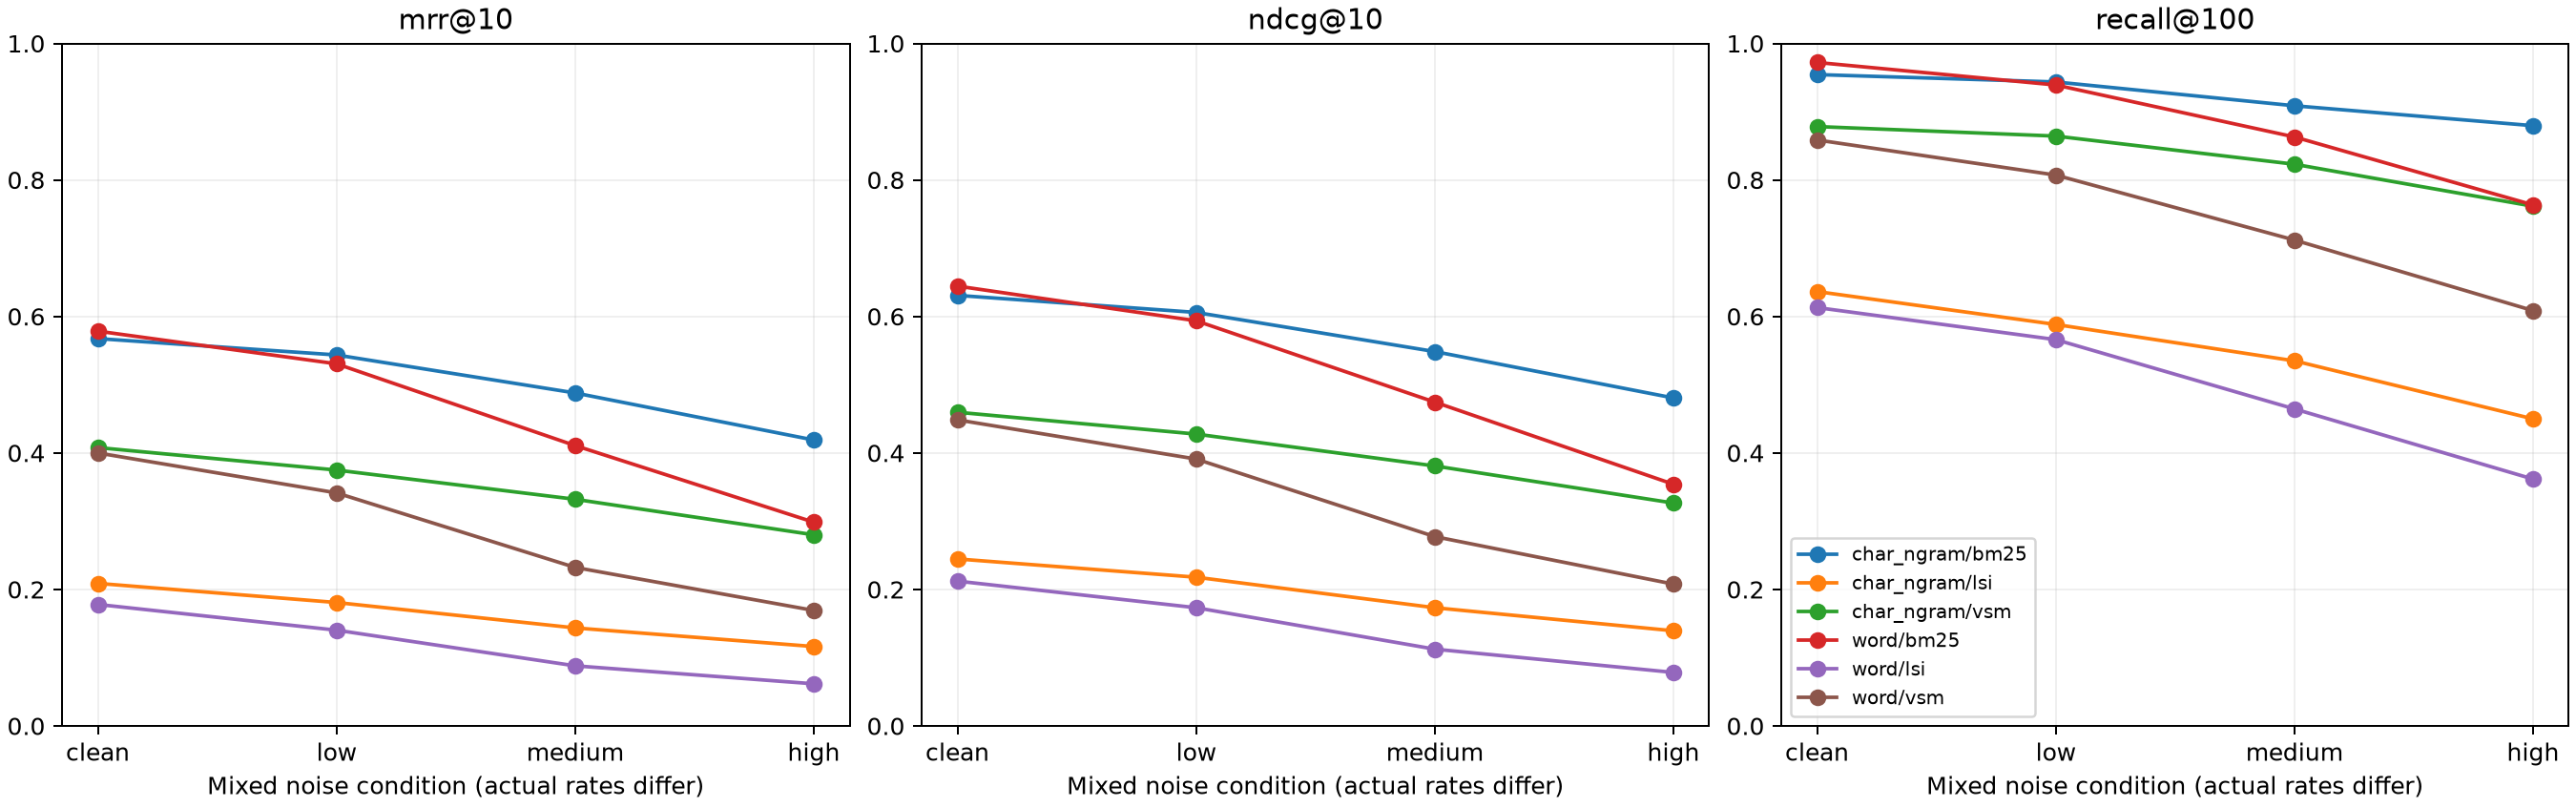 mrr@10
1.0
0.8
0.6
0.4
0.2
0.0
clean low medium high
Mixed noise condition (actual rates differ)
ndcg@10
1.0
0.8
0.6
0.4
0.2
0.0
clean low medium high
Mixed noise condition (actual rates differ)
recall@100
1.0
0.8
0.6
0.4
0.2
0.0
char_ngram/bm25
char_ngram/lsi
char_ngram/vsm
word/bm25
word/lsi
word/vsm
clean low medium high
Mixed noise condition (actual rates differ)